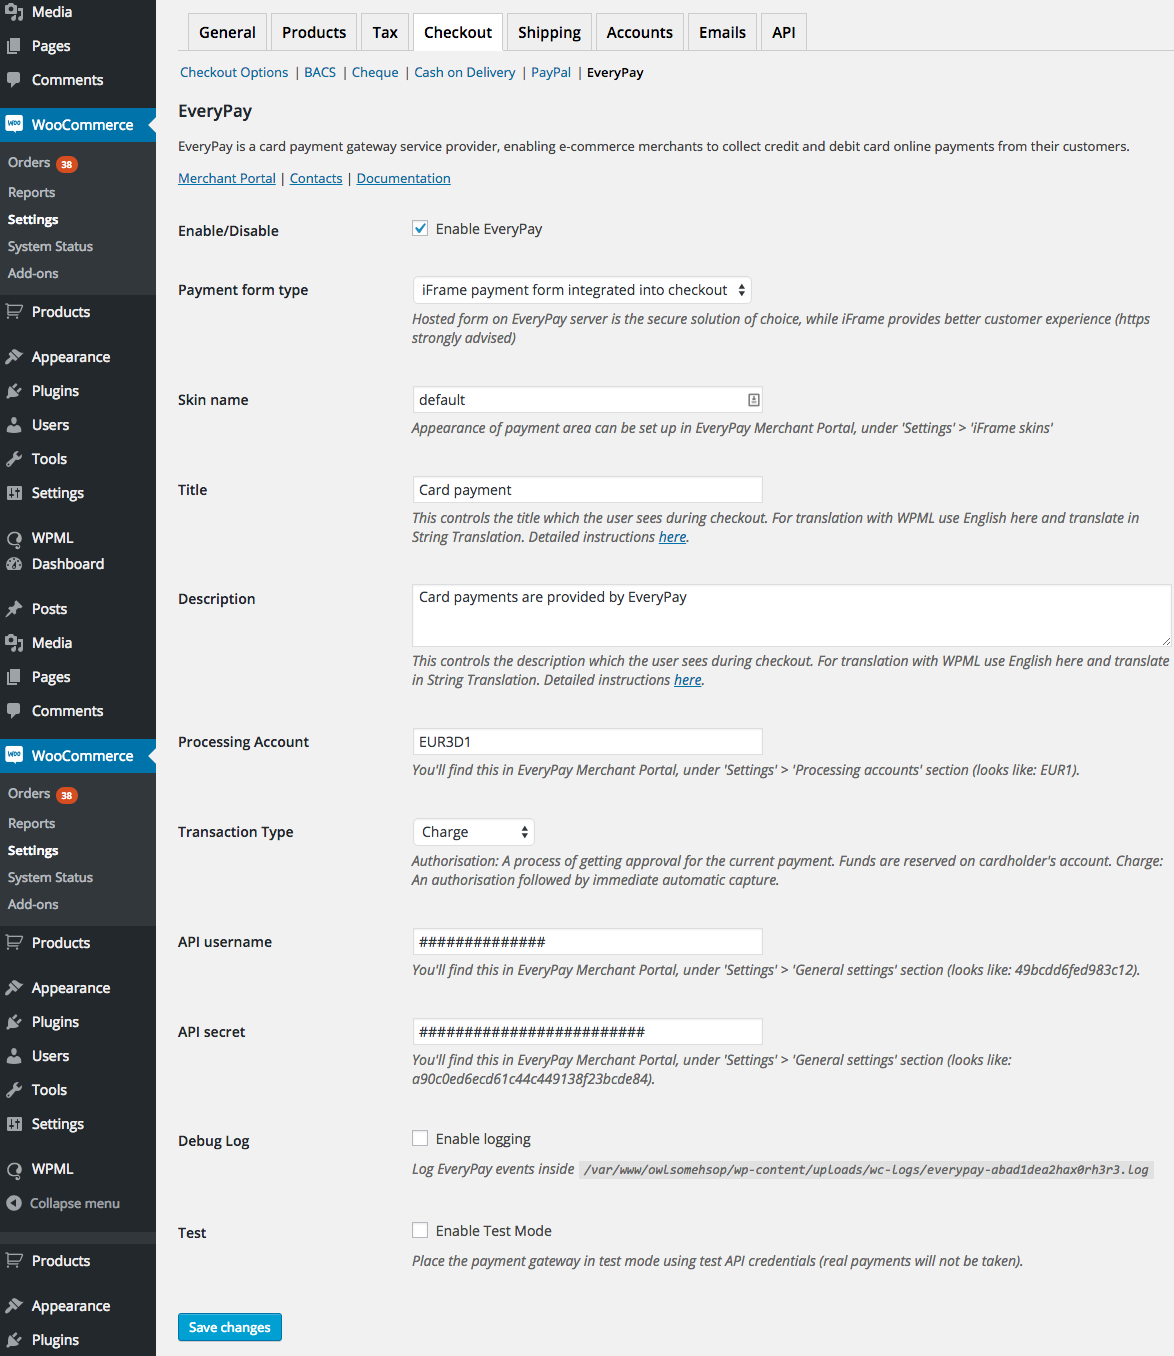 Media
Pages
Comments
WooCommerce
Orders 38
Reports
Settings
System Status
Add-ons
Products
Appearance
Plugins
Users
Tools
Settings
WPML
Dashboard
Posts
Media
Pages
Comments
WooCommerce
Orders 38
Reports
Settings
System Status
Add-ons
Products
Appearance
Plugins
Users
Tools
Settings
WPML
Collapse menu
Products
Appearance
Plugins
General Products Tax Checkout Shipping Accounts Emails API
Checkout Options | BACS | Cheque | Cash on Delivery | PayPal | EveryPay
EveryPay
EveryPay is a card payment gateway service provider, enabling e-commerce merchants to collect credit and debit card online payments from their customers.
Merchant Portal | Contacts | Documentation
Enable/Disable Enable EveryPay
Payment form type iFrame payment form integrated into checkout
Hosted form on EveryPay server is the secure solution of choice, while iFrame provides better customer experience (https
strongly advised)
Skin name default
Appearance of payment area can be set up in EveryPay Merchant Portal, under 'Settings' > 'iFrame skins'
Title Card payment
This controls the title which the user sees during checkout. For translation with WPML use English here and translate in
String Translation. Detailed instructions here.
Description Card payments are provided by EveryPay
This controls the description which the user sees during checkout. For translation with WPML use English here and translate
in String Translation. Detailed instructions here.
Processing Account EUR3D1
You'll find this in EveryPay Merchant Portal, under 'Settings' > 'Processing accounts' section (looks like: EUR1).
Transaction Type Charge
Authorisation: A process of getting approval for the current payment. Funds are reserved on cardholder's account. Charge:
An authorisation followed by immediate automatic capture.
API username ##############
You'll find this in EveryPay Merchant Portal, under 'Settings' > 'General settings' section (looks like: 49bcdd6fed983c12).
API secret #########################
You'll find this in EveryPay Merchant Portal, under 'Settings' > 'General settings' section (looks like:
a90c0ed6ecd61c44c449138f23bcde84).
Debug Log Enable logging
Log EveryPay events inside /var/www/owlsomehsop/wp-content/uploads/wc-logs/everypay-abad1dea2hax0rh3r3.log
Test Enable Test Mode
Place the payment gateway in test mode using test API credentials (real payments will not be taken).
Save changes